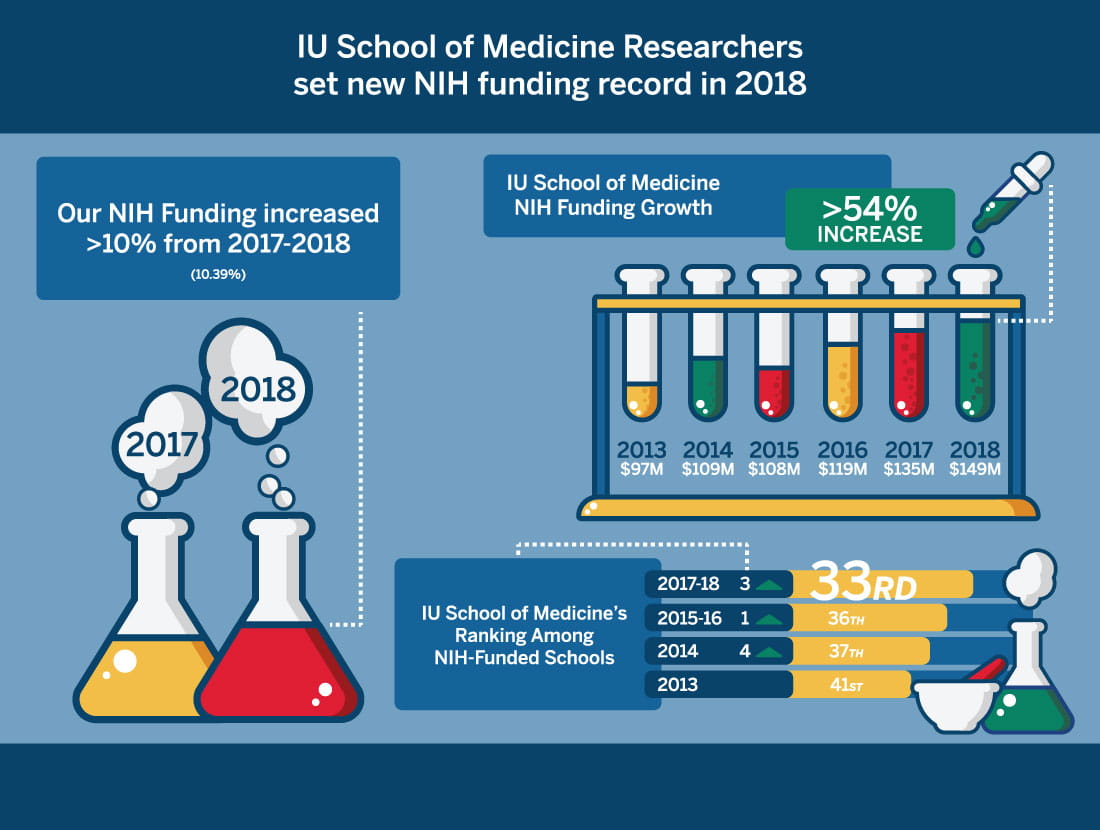 IU School of Medicine Researchers
set new NIH funding record in 2018
Our NIH Funding increased
>10% from 2017-2018
(10.39%)
2017
2018
IU School of Medicine
NIH Funding Growth
>54%
INCREASE
2013 2014 2015 2016 2017 2018
$97M $109M $108M $119M $135M $149M
IU School of Medicine's
Ranking Among
NIH-Funded Schools
2017-18 3 33RD
2015-16 1 36TH
2014 4 37TH
2013 41ST